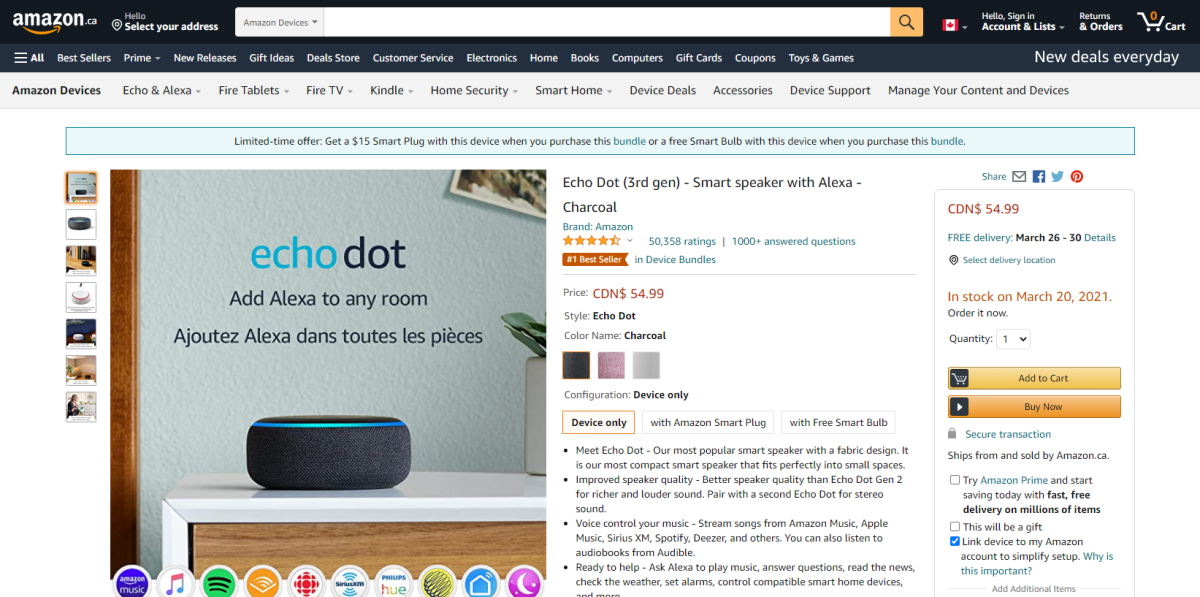 amazon.ca
Hello
Select your address
Amazon Devices
Hello, Sign in
Account & Lists
Returns
& Orders
0
Cart
All
Best Sellers
Prime
New Releases
Gift Ideas
Deals Store
Customer Service
Electronics
Home
Books
Computers
Gift Cards
Coupons
Toys & Games
New deals everyday
Amazon Devices
Echo & Alexa
Fire Tablets
Fire TV
Kindle
Home Security
Smart Home
Device Deals
Accessories
Device Support
Manage Your Content and Devices
Limited-time offer: Get a $15 Smart Plug with this device when you purchase this bundle or a free Smart Bulb with this device when you purchase this bundle.
echo dot
Add Alexa to any room
Ajoutez Alexa dans toutes les pièces
amazon
music
SiriusXM
PHILIPS
hue
Echo Dot (3rd gen) - Smart speaker with Alexa -
Charcoal
Brand: Amazon
50,358 ratings | 1000+ answered questions
#1 Best Seller in Device Bundles
Price: CDN$ 54.99
Style: Echo Dot
Color Name: Charcoal
Configuration: Device only
Device only
with Amazon Smart Plug
with Free Smart Bulb
Meet Echo Dot - Our most popular smart speaker with a fabric design. It
is our most compact smart speaker that fits perfectly into small spaces.
Improved speaker quality - Better speaker quality than Echo Dot Gen 2
for richer and louder sound. Pair with a second Echo Dot for stereo
sound.
Voice control your music - Stream songs from Amazon Music, Apple
Music, Sirius XM, Spotify, Deezer, and others. You can also listen to
audiobooks from Audible.
Ready to help - Ask Alexa to play music, answer questions, read the news,
check the weather, set alarms, control compatible smart home devices,
and more.
Share
CDN$ 54.99
FREE delivery: March 26 - 30 Details
Select delivery location
In stock on March 20, 2021.
Order it now.
Quantity: 1
Add to Cart
Buy Now
Secure transaction
Ships from and sold by Amazon.ca.
Try Amazon Prime and start
saving today with fast, free
delivery on millions of items
This will be a gift
Link device to my Amazon
account to simplify setup. Why is
this important?
Add Additional Items